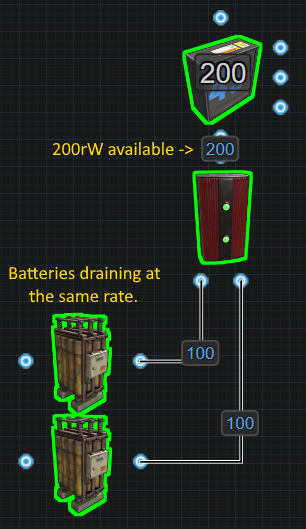 200
200rW available -> 200
Batteries draining at
the same rate.
100
100